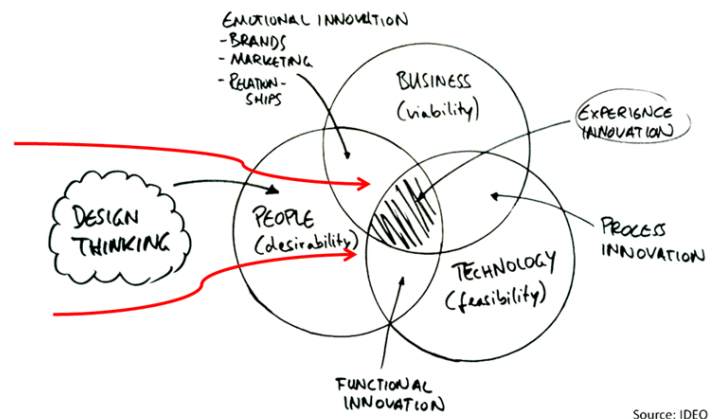 EMOTIONAL INNOVATION
- BRANDS
- MARKETING
- RELATION-
SHIPS
BUSINESS
(viability)
EXPERIENCE
INNOVATION
DESIGN
THINKING
PEOPLE
(desirability)
PROCESS
INNOVATION
TECHNOLOGY
(feasibility)
FUNCTIONAL
INNOVATION
Source: IDEO